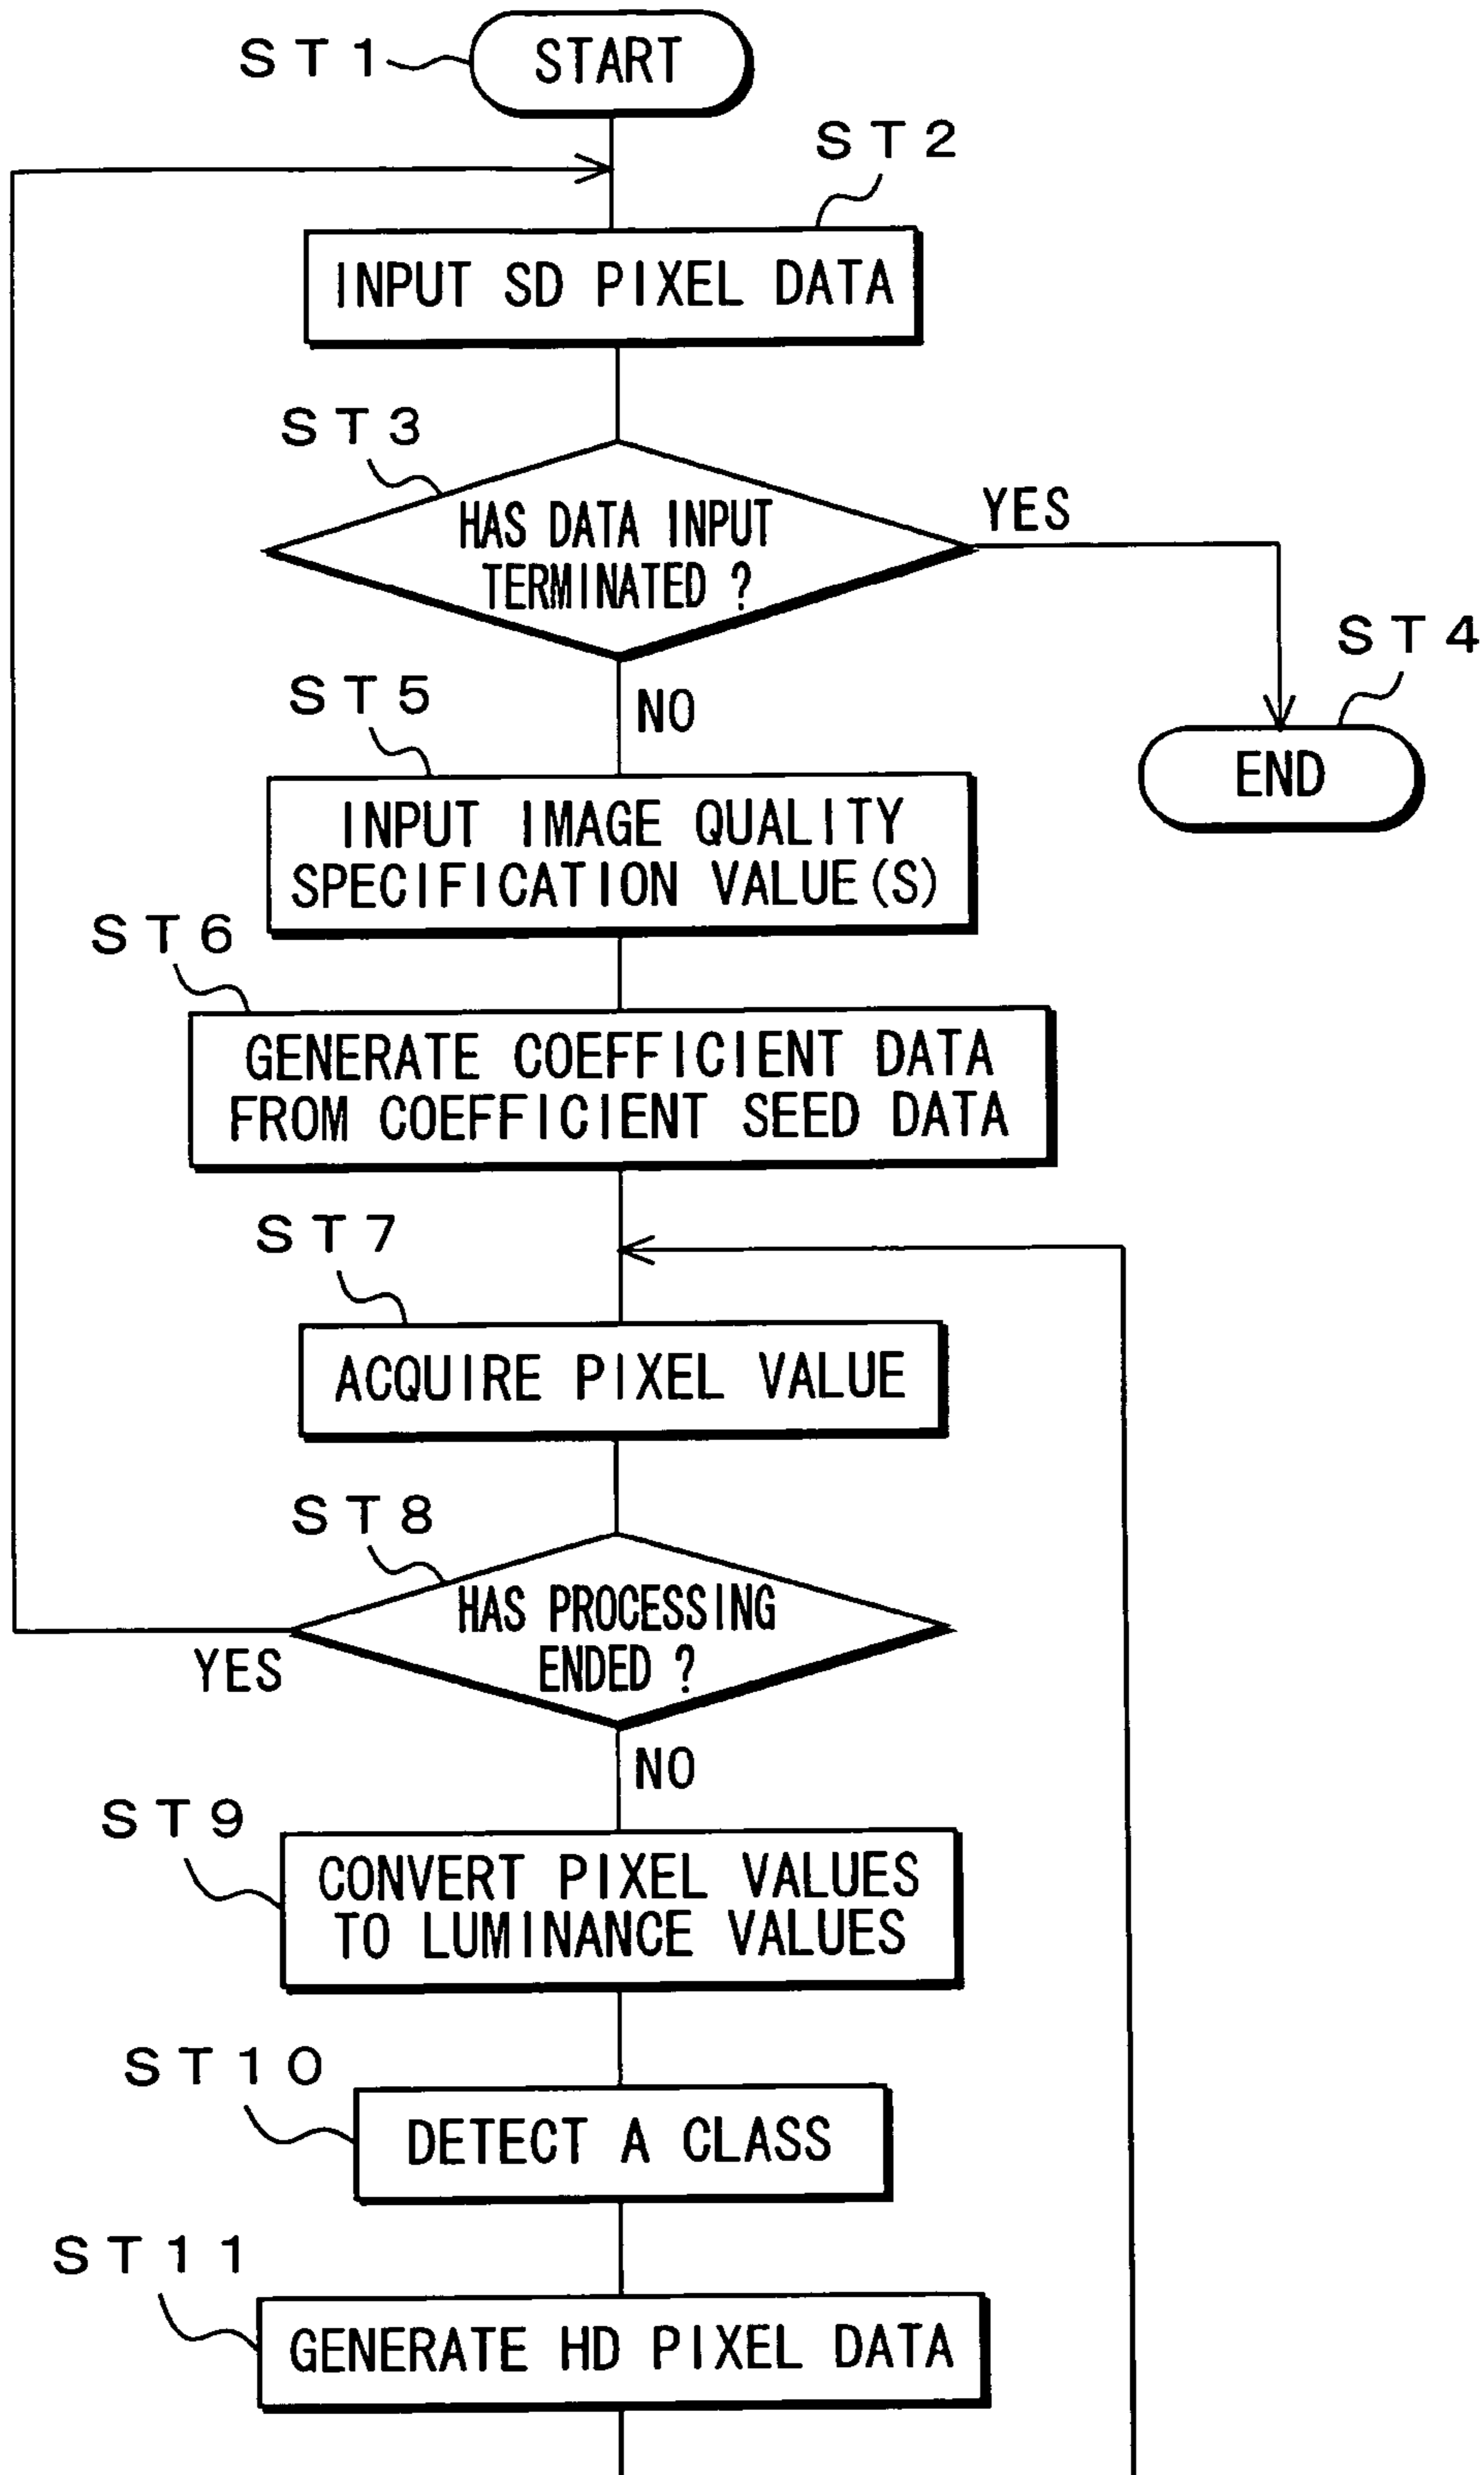 ST1
START
ST2
INPUT SD PIXEL DATA
ST3
HAS DATA INPUT
TERMINATED ?
YES
ST4
END
NO
ST5
INPUT IMAGE QUALITY
SPECIFICATION VALUE(S)
ST6
GENERATE COEFFICIENT DATA
FROM COEFFICIENT SEED DATA
ST7
ACQUIRE PIXEL VALUE
ST8
HAS PROCESSING
ENDED ?
YES
NO
ST9
CONVERT PIXEL VALUES
TO LUMINANCE VALUES
ST10
DETECT A CLASS
ST11
GENERATE HD PIXEL DATA